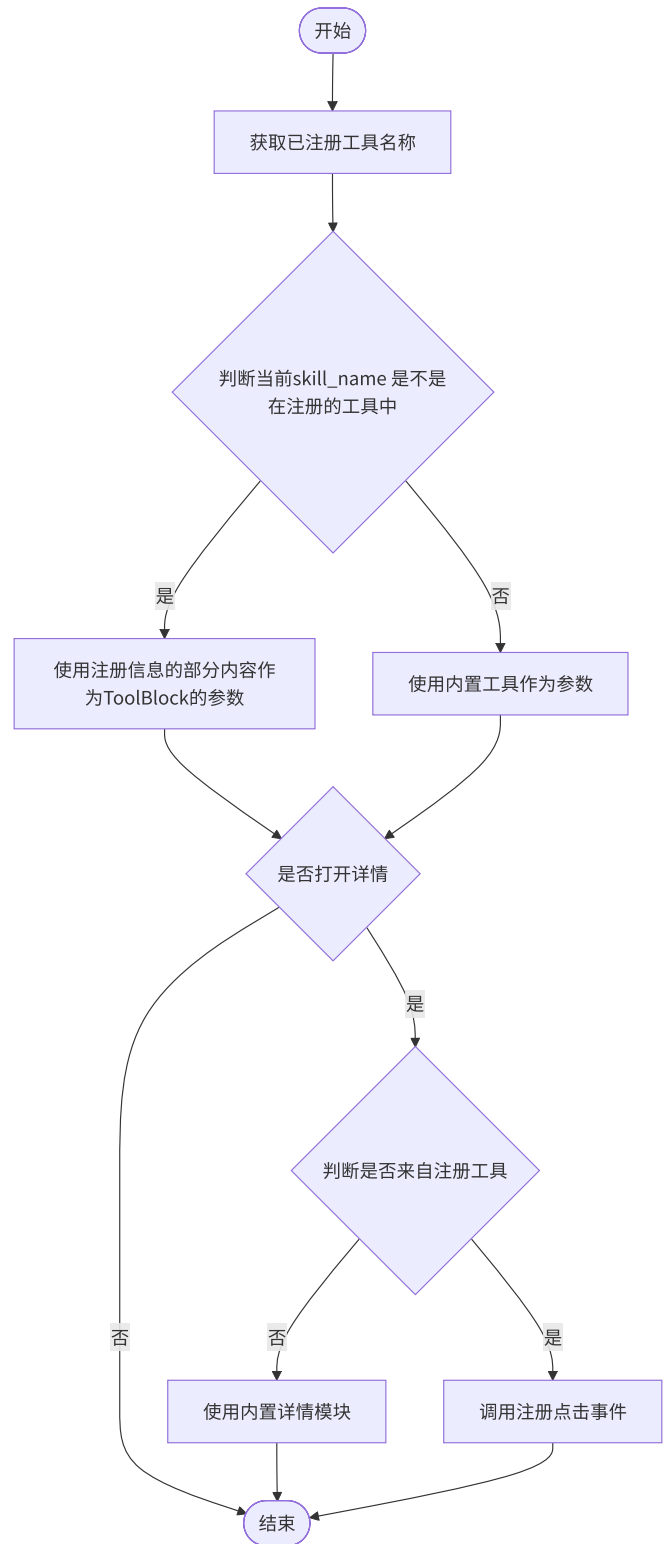 开始
获取已注册工具名称
判断当前skill_name 是不是
在注册的工具中
是
否
使用注册信息的部分内容作
为ToolBlock的参数
使用内置工具作为参数
是否打开详情
是
判断是否来自注册工具
否
否
是
使用内置详情模块
调用注册点击事件
结束